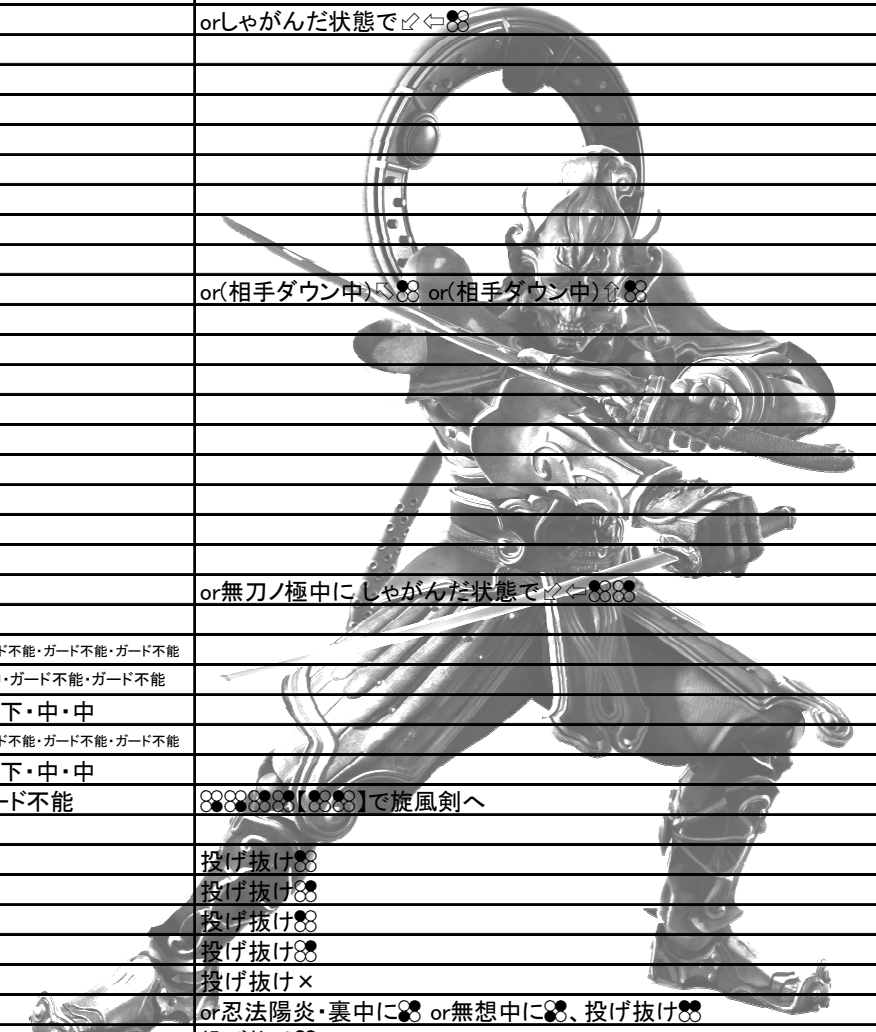 orしゃがんだ状態で⬃⇦
or(相手ダウン中)⬁ or(相手ダウン中)⇧
or無刀ノ極中に しゃがんだ状態で⬃⇦
ド不能・ガード不能・ガード不能
・ガード不能・ガード不能
下・中・中
ド不能・ガード不能・ガード不能
下・中・中
ード不能 【】で旋風剣へ
投げ抜け
投げ抜け
投げ抜け
投げ抜け
投げ抜け×
or忍法陽炎・裏中に or無想中に、投げ抜け